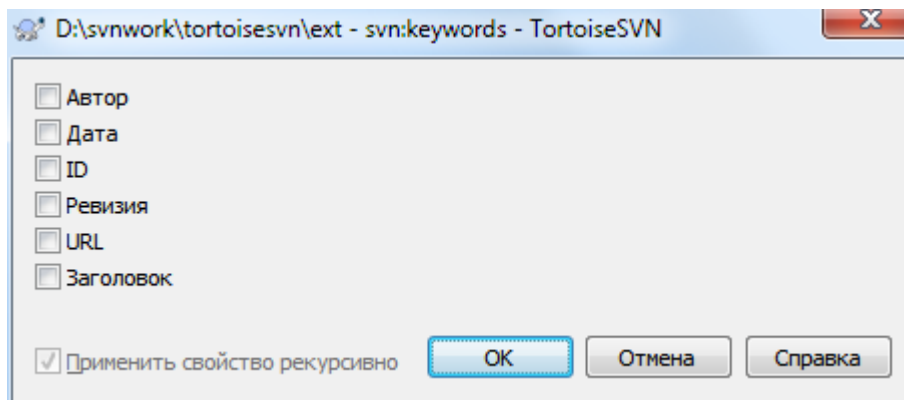 D:\svnwork\tortoisesvn\ext - svn:keywords - TortoiseSVN
Автор
Дата
ID
Ревизия
URL
Заголовок
Применить свойство рекурсивно OK Отмена Справка